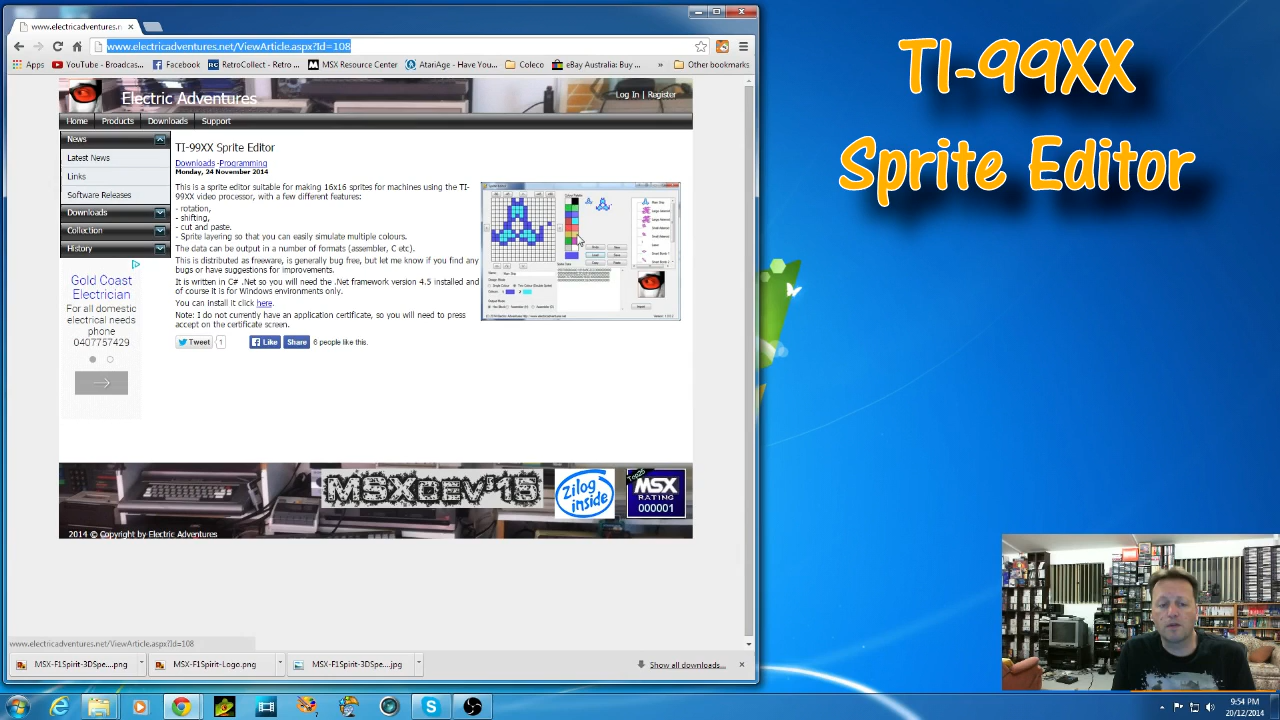 www.electricadventures.n
www.electricadventures.net/ViewArticle.aspx?Id=108
Apps YouTube - Broadcas... Facebook RetroCollect - Retro ... MSX Resource Center AtariAge - Have You... Coleco eBay Australia: Buy ... » Other bookmarks
Electric Adventures
Log In | Register
Home Products Downloads Support
News
Latest News
Links
Software Releases
Downloads
Collection
History
Gold Coast
Electrician
For all domestic
electrical needs
phone
0407757429
TI-99XX Sprite Editor
Downloads -Programming
Monday, 24 November 2014
This is a sprite editor suitable for making 16x16 sprites for machines using the TI-
99XX video processor, with a few different features:
- rotation,
- shifting,
- cut and paste.
- Sprite layering so that you can easily simulate multiple colours.
The data can be output in a number of formats (assembler, C etc).
This is distributed as freeware, is generally bug free, but let me know if you find any
bugs or have suggestions for improvements.
It is written in C# .Net so you will need the .Net framework version 4.5 installed and
of course it is for Windows environments only.
You can install it click here.
Note: I do not currently have an application certificate, so you will need to press
accept on the certificate screen.
Tweet 1 Like Share 6 people like this.
MSXdev'15
Zilog
inside
Top25
MSX
RATING
000001
2014 © Copyright by Electric Adventures
www.electricadventures.net/ViewArticle.aspx?Id=108
MSX-F1Spirit-3DSpe....png MSX-F1Spirit-Logo.png MSX-F1Spirit-3DSpe....jpg Show all downloads...
TI-99XX
Sprite Editor
9:54 PM
20/12/2014